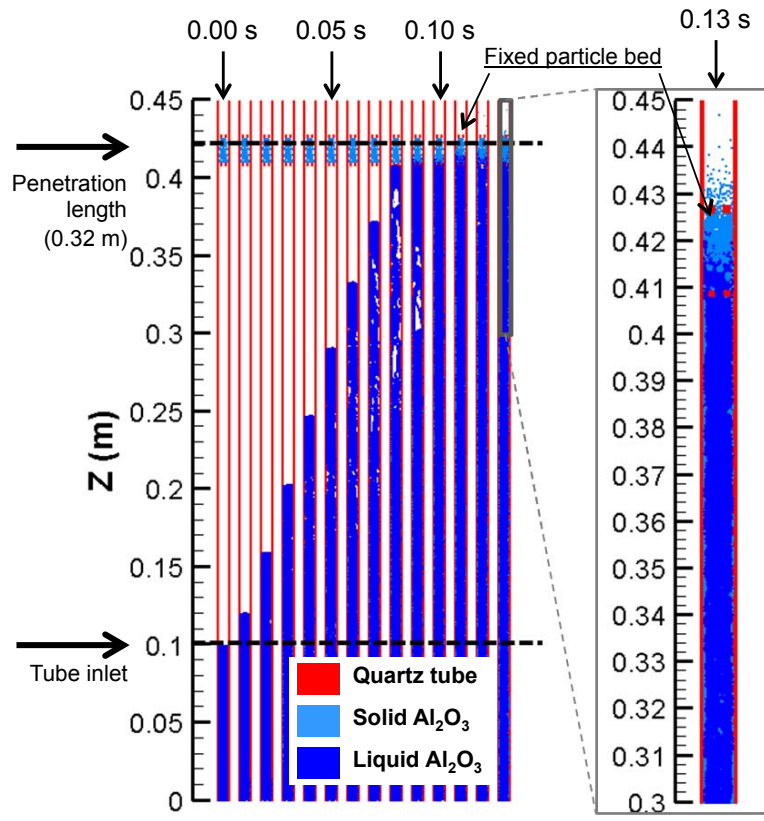 0.00 s
0.05 s
0.10 s
0.13 s
Fixed particle bed
0.45
0.4
0.35
0.3
0.25
0.2
0.15
0.1
0.05
0
Z (m)
Penetration
length
(0.32 m)
Tube inlet
Quartz tube
Solid Al₂O₃
Liquid Al₂O₃
0.45
0.44
0.43
0.42
0.41
0.4
0.39
0.38
0.37
0.36
0.35
0.34
0.33
0.32
0.31
0.3